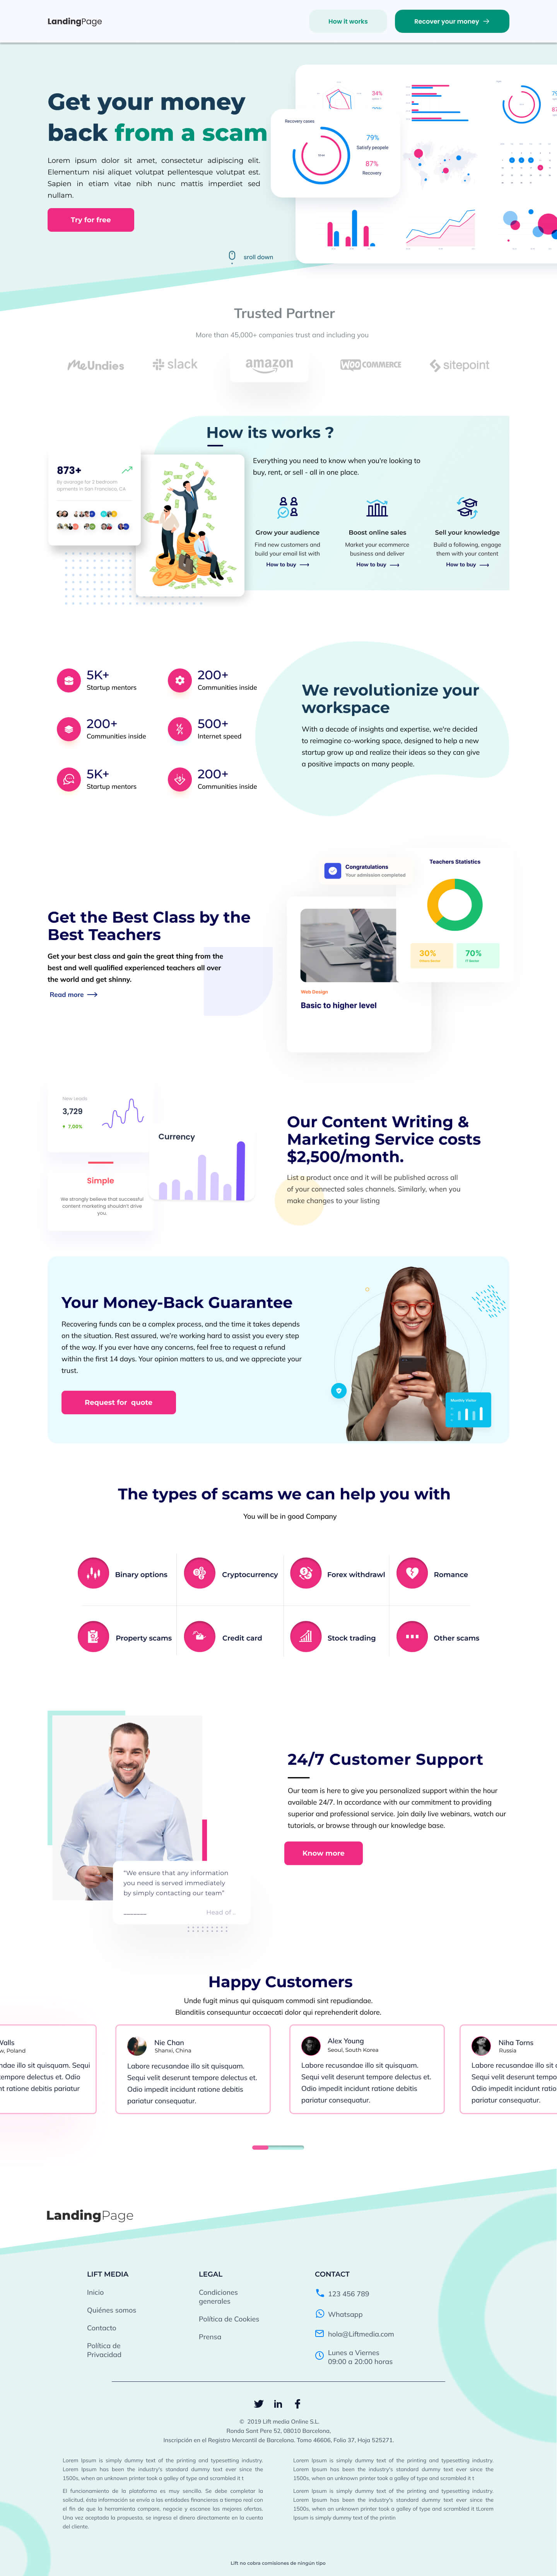 LandingPage
How it works
Recover your money
Get your money
back from a scam
Lorem ipsum dolor sit amet, consectetur adipiscing elit.
Elementum nisi aliquet volutpat pellentesque volutpat est.
Sapien in etiam vitae nibh nunc mattis imperdiet sed
nullam.
Try for free
34%
Recovery cases
79%
Satisfy people
87%
Recovery
sroll down
Trusted Partner
More than 45,000+ companies trust and including you
MeUndies
slack
amazon
WOO COMMERCE
sitepoint
How its works ?
Everything you need to know when you're looking to
buy, rent, or sell - all in one place.
873+
By avarage for 2 bedroom
apments in San Francisco, CA
Grow your audience
Find new customers and
build your email list with
How to buy
Boost online sales
Market your ecommerce
business and deliver
How to buy
Sell your knowledge
Build a following, engage
them with your content
How to buy
5K+
Startup mentors
200+
Communities inside
200+
Communities inside
500+
Internet speed
5K+
Startup mentors
200+
Communities inside
We revolutionize your
workspace
With a decade of insights and expertise, we're decided
to reimagine co-working space, designed to help a new
startup grow up and realize their ideas so they can give
a positive impacts on many people.
Get the Best Class by the
Best Teachers
Get your best class and gain the great thing from the
best and well qualified experienced teachers all over
the world and get shinny.
Read more
Congratulations
Your admission completed
Teachers Statistics
30%
70%
Web Design
Basic to higher level
New Leads
3,729
7,00%
Simple
We strongly believe that successful
content marketing shouldn't drive
you.
Currency
Our Content Writing &
Marketing Service costs
$2,500/month.
List a product once and it will be published across all
of your connected sales channels. Similarly, when you
make changes to your listing
Your Money-Back Guarantee
Recovering funds can be a complex process, and the time it takes depends
on the situation. Rest assured, we're working hard to assist you every step
of the way. If you ever have any concerns, feel free to request a refund
within the first 14 days. Your opinion matters to us, and we appreciate your
trust.
Request for quote
The types of scams we can help you with
You will be in good Company
Binary options
Cryptocurrency
Forex withdrawl
Romance
Property scams
Credit card
Stock trading
Other scams
24/7 Customer Support
Our team is here to give you personalized support within the hour
available 24/7. In accordance with our commitment to providing
superior and professional service. Join daily live webinars, watch our
tutorials, or browse through our knowledge base.
Know more
"We ensure that any information
you need is served immediately
by simply contacting our team"
Head of...
Happy Customers
Unde fugit minus qui quisquam commodi sint repudiandae.
Blanditiis consequuntur occaecati dolor qui reprehenderit dolore.
Walls
w, Poland
ndae illo sit quisquam. Sequi
empore delectus et. Odio
nt ratione debitis pariatur
Nie Chan
Shanxi, China
Labore recusandae illo sit quisquam.
Sequi velit deserunt tempore delectus et.
Odio impedit incidunt ratione debitis
pariatur consequatur.
Alex Young
Seoul, South Korea
Labore recusandae illo sit quisquam.
Sequi velit deserunt tempore delectus et.
Odio impedit incidunt ratione debitis
pariatur consequatur.
Niha Torns
Russia
Labore recusandae illo sit
Sequi velit deserunt tempo
Odio impedit incidunt ratio
pariatur consequatur.
LandingPage
LIFT MEDIA
Inicio
Quiénes somos
Contacto
Política de
Privacidad
LEGAL
Condiciones
generales
Política de Cookies
Prensa
CONTACT
123 456 789
Whatsapp
hola@Liftmedia.com
Lunes a Viernes
09:00 a 20:00 horas
© 2019 Lift media Online S.L.
Ronda Sant Pere 52, 08010 Barcelona,
Inscripción en el Registro Mercantil de Barcelona. Tomo 46606, Folio 37, Hoja 525271.
Lorem Ipsum is simply dummy text of the printing and typesetting industry.
Lorem Ipsum has been the industry's standard dummy text ever since the
1500s, when an unknown printer took a galley of type and scrambled it t
El funcionamiento de la plataforma es muy sencillo. Se debe completar la
solicitud, ésta información se envía a las entidades financieras a tiempo real con
el fin de que la herramienta compare, negocie y escanee las mejores ofertas.
Una vez aceptada la propuesta, se ingresa el dinero directamente en la cuenta
del cliente.
Lorem Ipsum is simply dummy text of the printing and typesetting industry.
Lorem Ipsum has been the industry's standard dummy text ever since the
1500s, when an unknown printer took a galley of type and scrambled it t
Lorem Ipsum is simply dummy text of the printing and typesetting industry.
Lorem Ipsum has been the industry's standard dummy text ever since the
1500s, when an unknown printer took a galley of type and scrambled it tLorem
Ipsum is simply dummy text of the printin
Lift no cobra comisiones de ningún tipo